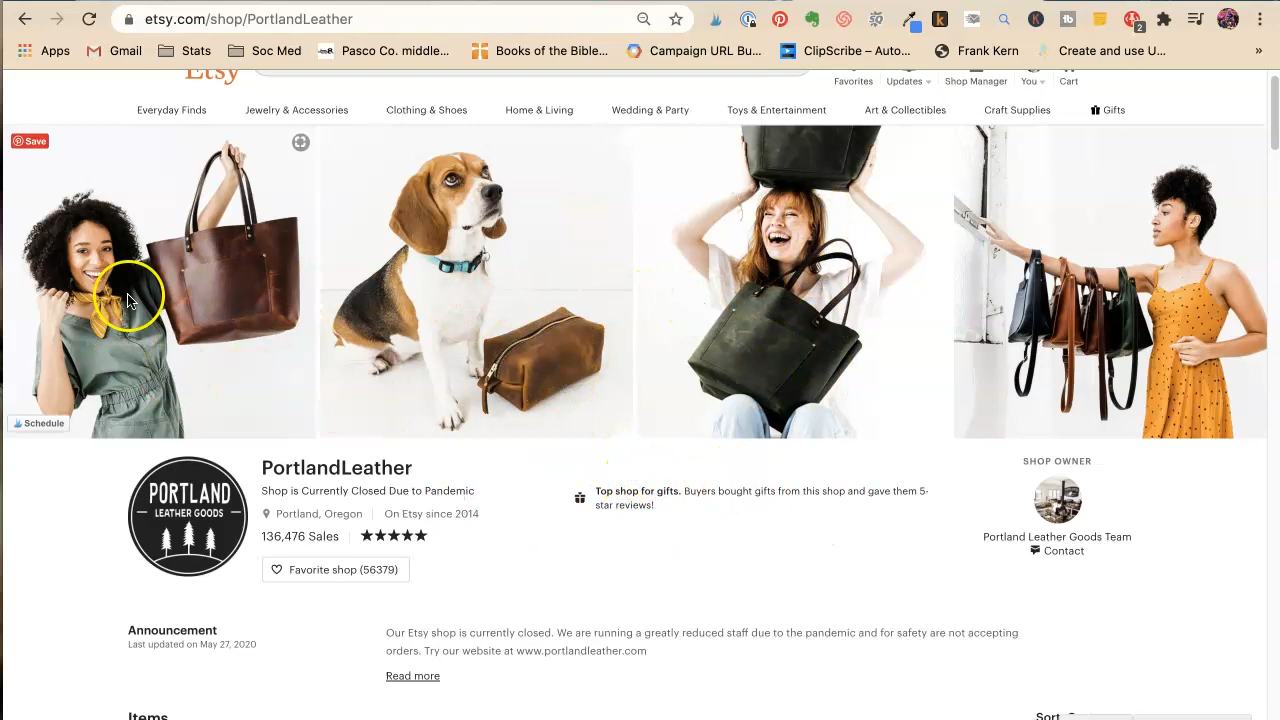 etsy.com/shop/PortlandLeather
2
Apps Gmail Stats Soc Med Pasco Co. middle... Books of the Bible... Campaign URL Bu... ClipScribe – Auto... Frank Kern Create and use U... »
Etsy
Favorites Updates Shop Manager You Cart
Everyday Finds Jewelry & Accessories Clothing & Shoes Home & Living Wedding & Party Toys & Entertainment Art & Collectibles Craft Supplies Gifts
Save
Schedule
PORTLAND
LEATHER GOODS
PortlandLeather
Shop is Currently Closed Due to Pandemic
Portland, Oregon On Etsy since 2014
136,476 Sales
Favorite shop (56379)
Top shop for gifts. Buyers bought gifts from this shop and gave them 5-
star reviews!
SHOP OWNER
Portland Leather Goods Team
Contact
Announcement
Last updated on May 27, 2020
Our Etsy shop is currently closed. We are running a greatly reduced staff due to the pandemic and for safety are not accepting
orders. Try our website at www.portlandleather.com
Read more
Items
Sort